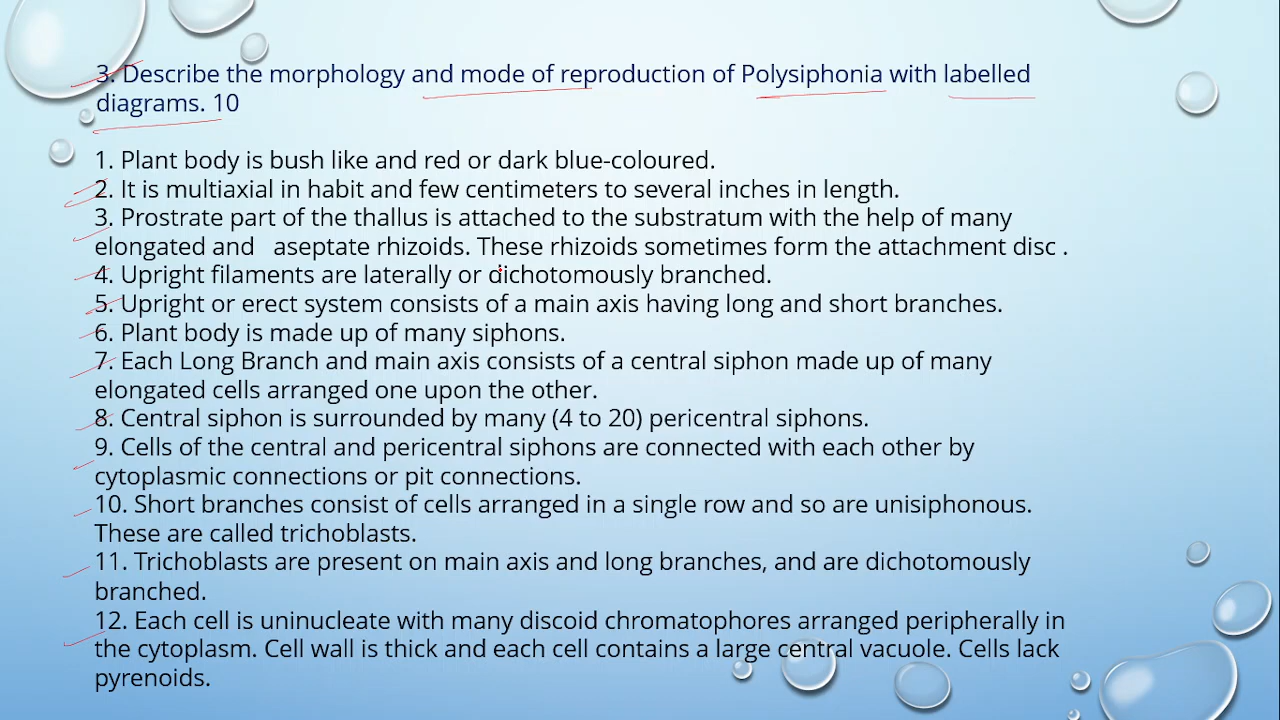 3. Describe the morphology and mode of reproduction of Polysiphonia with labelled
diagrams. 10
1. Plant body is bush like and red or dark blue-coloured.
2. It is multiaxial in habit and few centimeters to several inches in length.
3. Prostrate part of the thallus is attached to the substratum with the help of many
elongated and aseptate rhizoids. These rhizoids sometimes form the attachment disc .
4. Upright filaments are laterally or dichotomously branched.
5. Upright or erect system consists of a main axis having long and short branches.
6. Plant body is made up of many siphons.
7. Each Long Branch and main axis consists of a central siphon made up of many
elongated cells arranged one upon the other.
8. Central siphon is surrounded by many (4 to 20) pericentral siphons.
9. Cells of the central and pericentral siphons are connected with each other by
cytoplasmic connections or pit connections.
10. Short branches consist of cells arranged in a single row and so are unisiphonous.
These are called trichoblasts.
11. Trichoblasts are present on main axis and long branches, and are dichotomously
branched.
12. Each cell is uninucleate with many discoid chromatophores arranged peripherally in
the cytoplasm. Cell wall is thick and each cell contains a large central vacuole. Cells lack
pyrenoids.